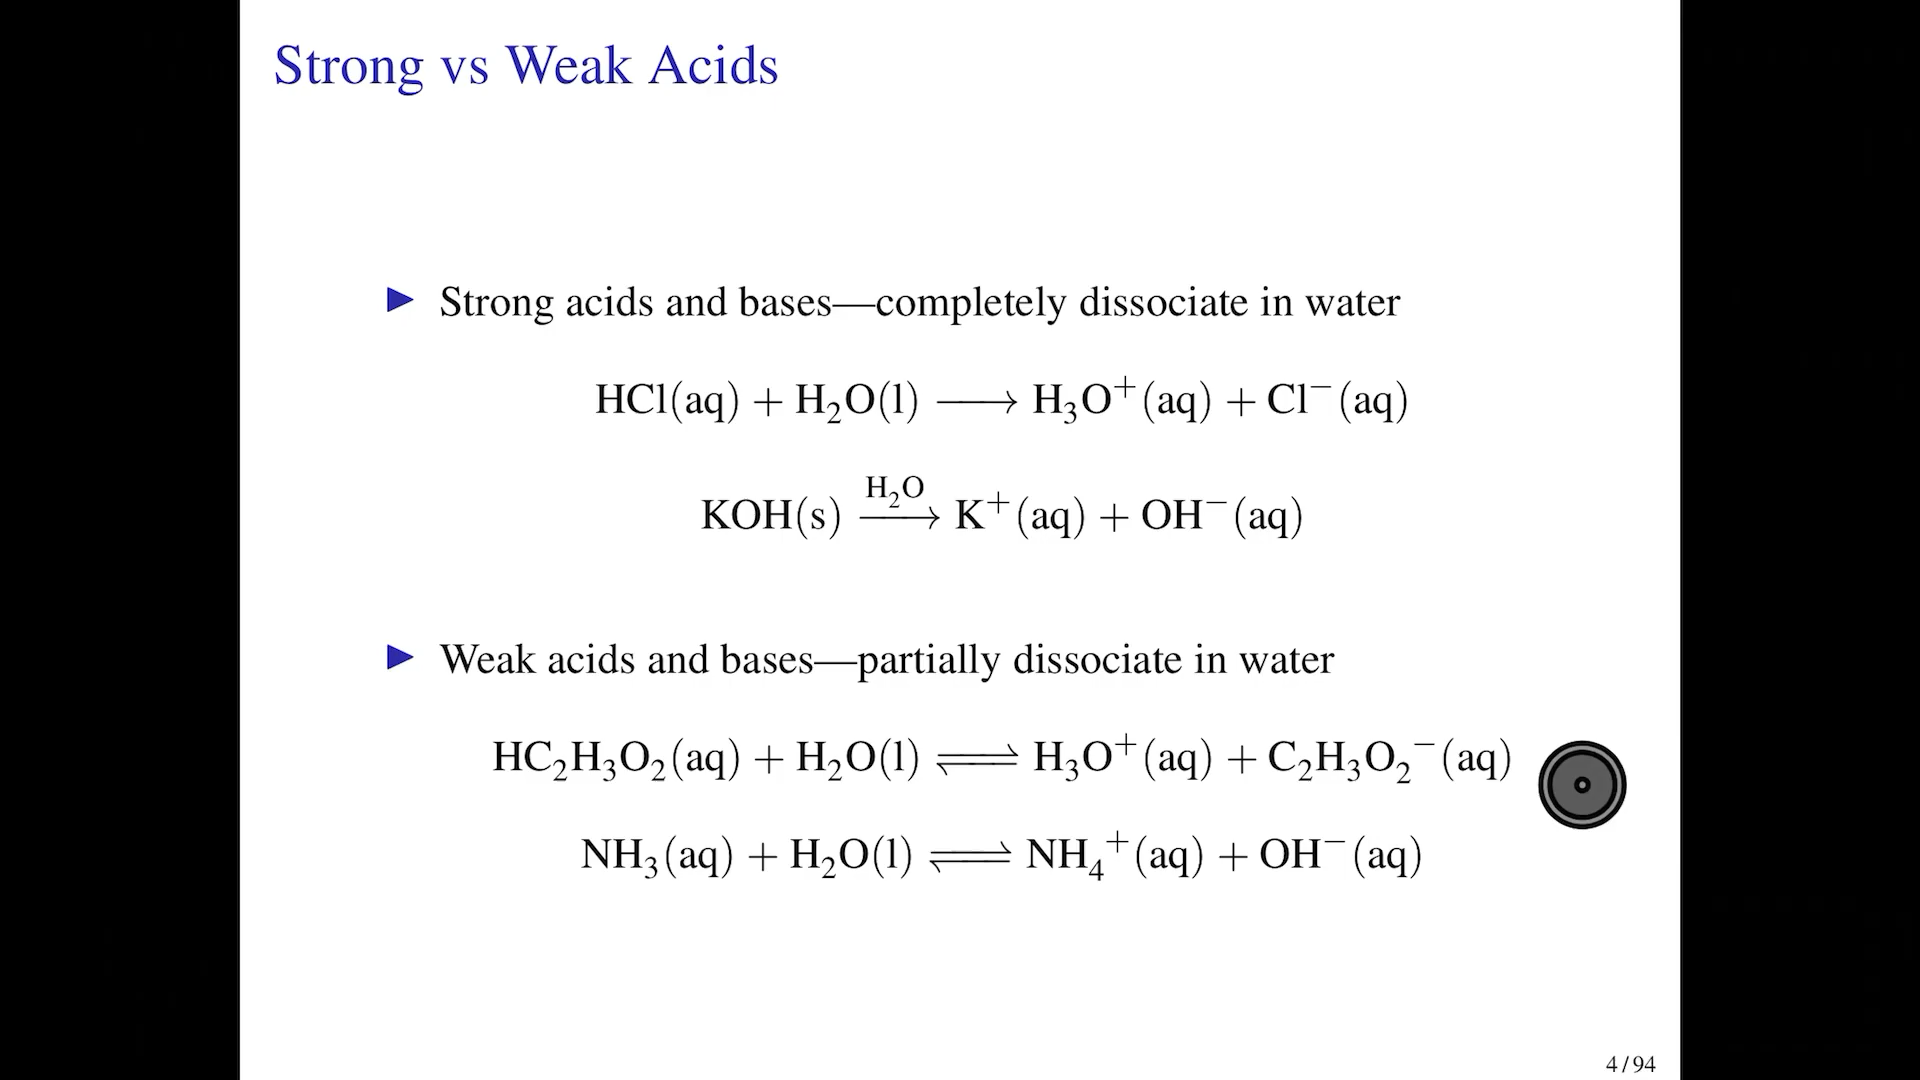 Strong vs Weak Acids
▶ Strong acids and bases—completely dissociate in water
HCl(aq) + H₂O(l) ⟶ H₃O⁺(aq) + Cl⁻(aq)
KOH(s) —H₂O→ K⁺(aq) + OH⁻(aq)
▶ Weak acids and bases—partially dissociate in water
HC₂H₃O₂(aq) + H₂O(l) ⇌ H₃O⁺(aq) + C₂H₃O₂⁻(aq)
NH₃(aq) + H₂O(l) ⇌ NH₄⁺(aq) + OH⁻(aq)
4 / 94